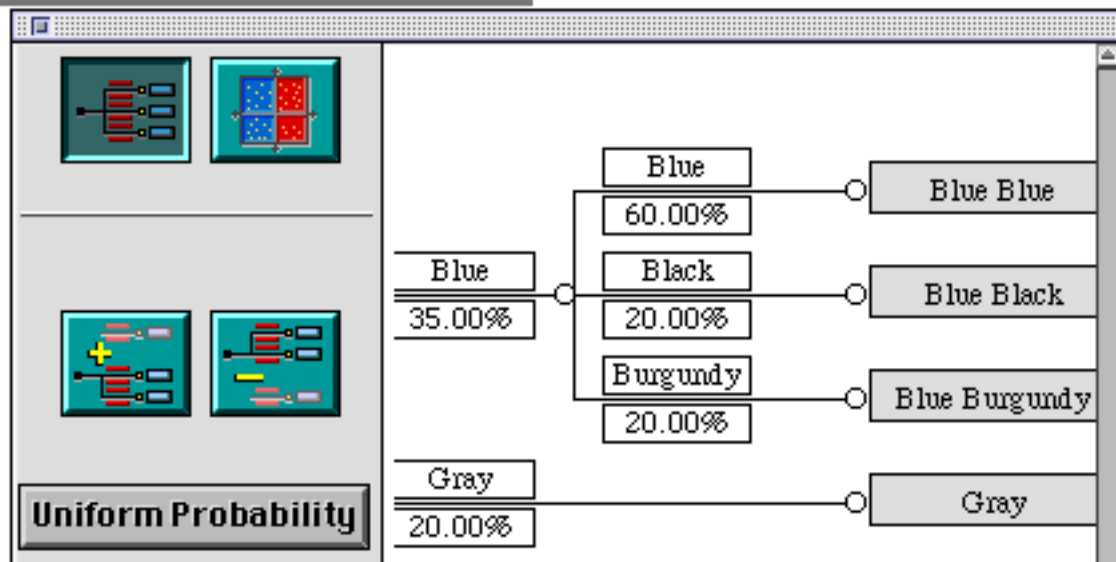 Blue
60.00%
Blue Blue
Blue
35.00%
Black
20.00%
Blue Black
Burgundy
20.00%
Blue Burgundy
Gray
20.00%
Gray
Uniform Probability